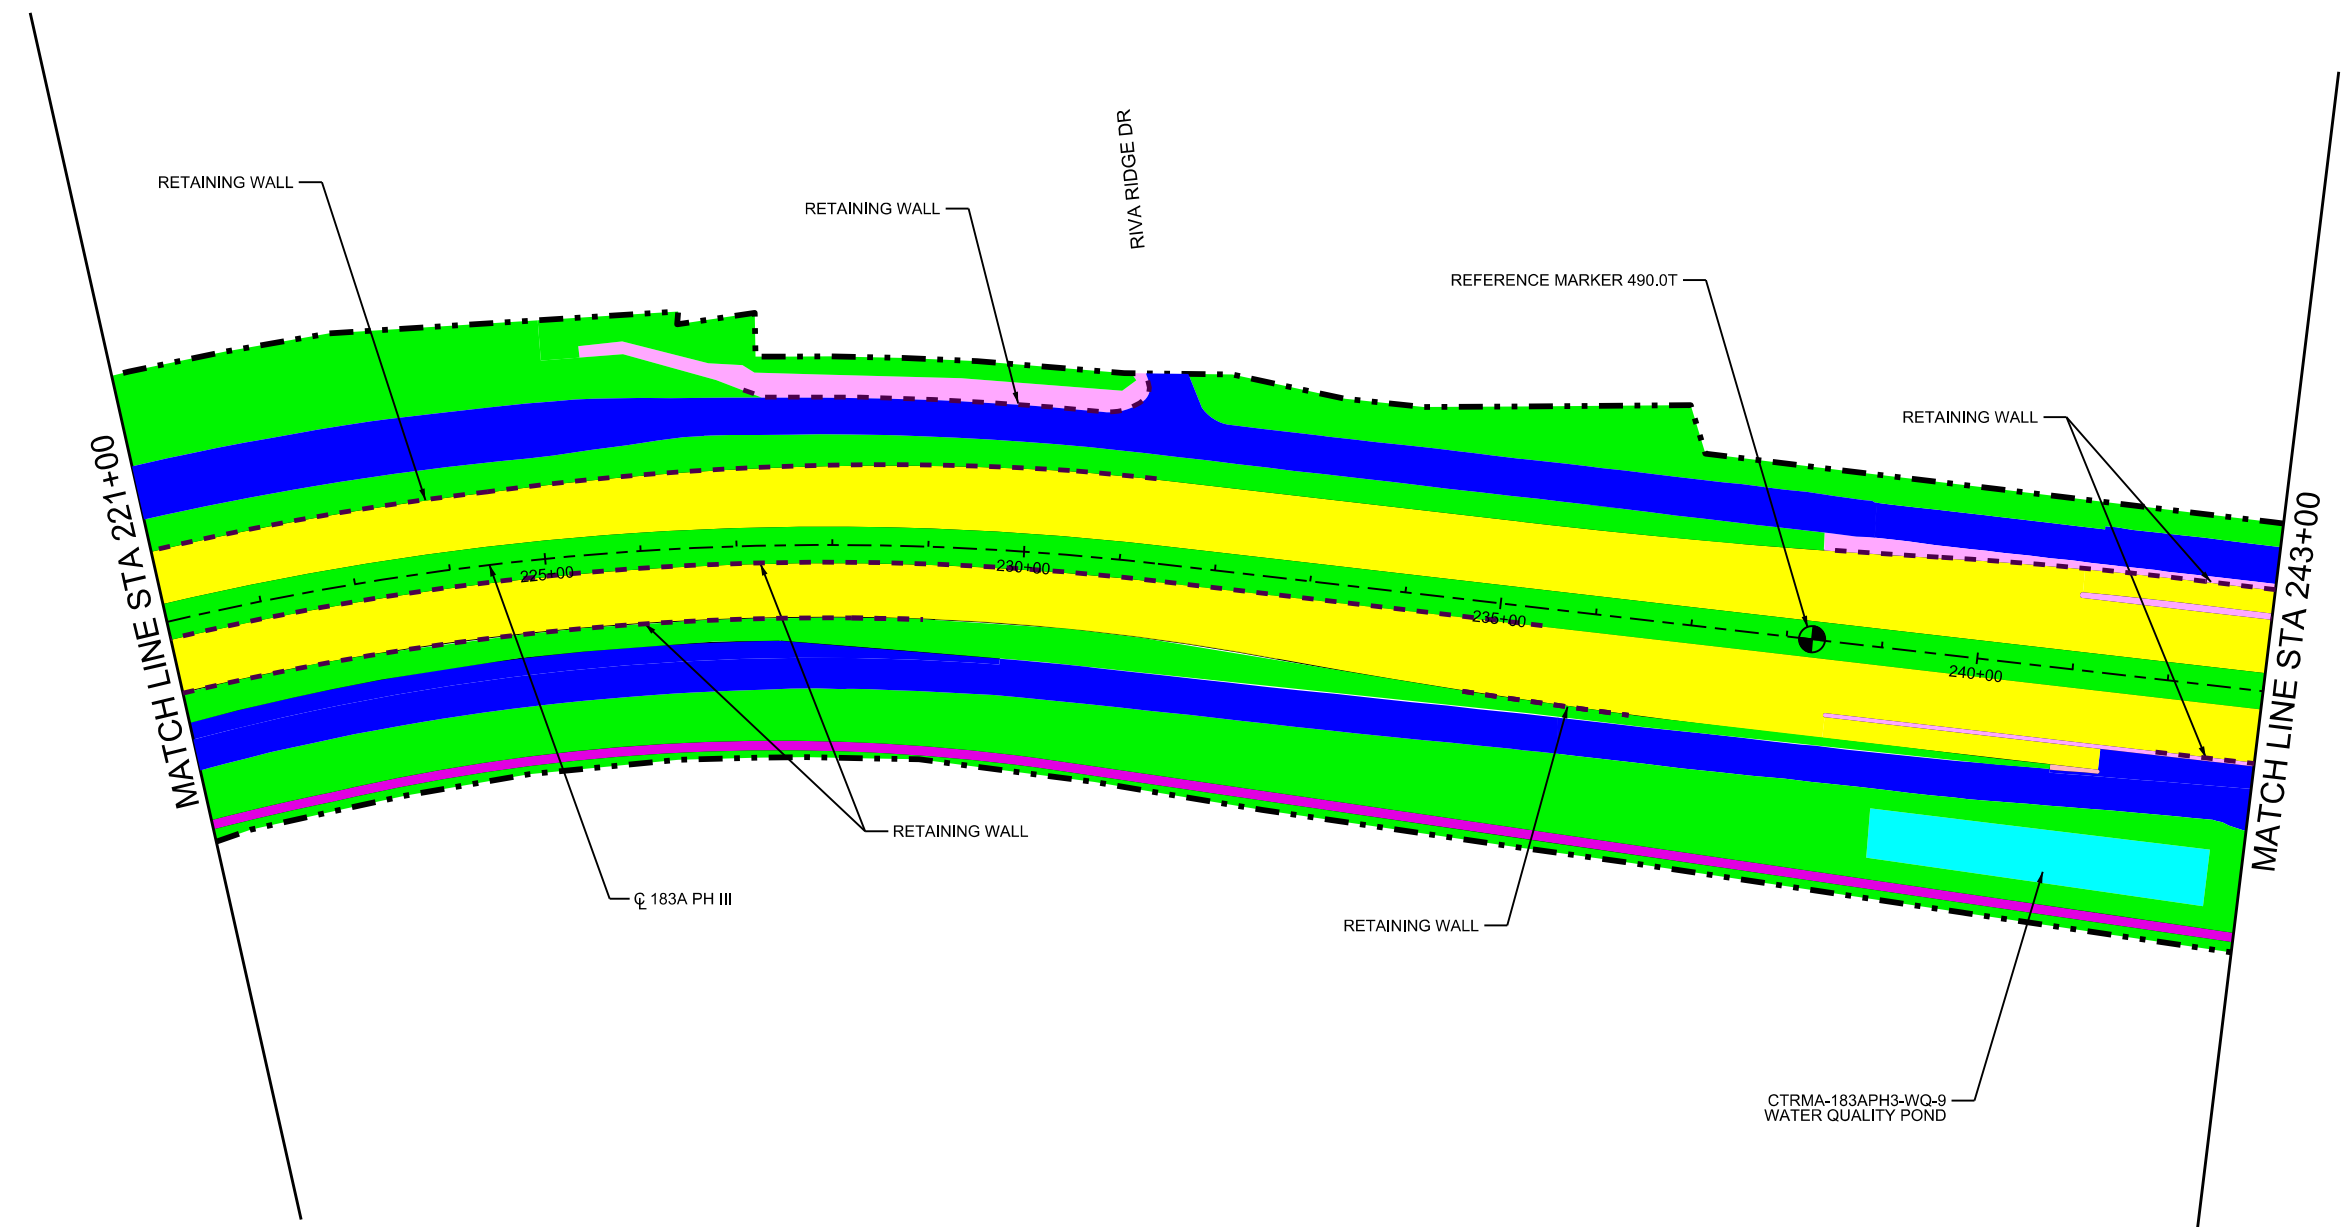 RIVA RIDGE DR
RETAINING WALL
RETAINING WALL
REFERENCE MARKER 490.0T
RETAINING WALL
MATCH LINE STA 221+00
225+00
230+00
235+00
240+00
MATCH LINE STA 243+00
RETAINING WALL
℄ 183A PH III
RETAINING WALL
CTRMA-183APH3-WQ-9
WATER QUALITY POND